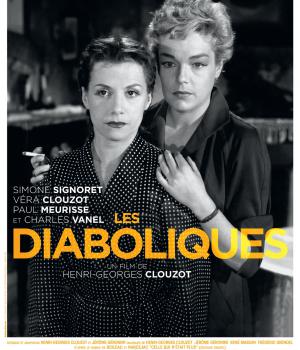 SIMONE SIGNORET
VÉRA CLOUZOT
PAUL MEURISSE
ET CHARLES VANEL
LES
DIABOLIQUES
UN FILM DE
HENRI-GEORGES CLOUZOT